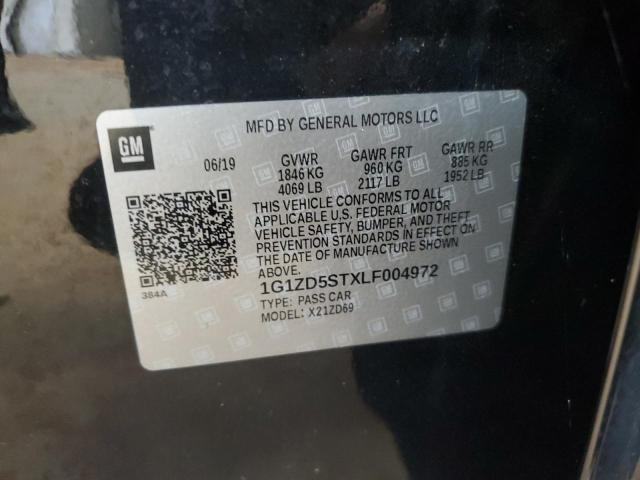 GM
MFD BY GENERAL MOTORS LLC
06/19 GVWR GAWR FRT GAWR RR
1846 KG 960 KG 885 KG
4069 LB 2117 LB 1952 LB
THIS VEHICLE CONFORMS TO ALL
APPLICABLE U.S. FEDERAL MOTOR
VEHICLE SAFETY, BUMPER, AND THEFT
PREVENTION STANDARDS IN EFFECT ON
THE DATE OF MANUFACTURE SHOWN ABOVE.
384A
1G1ZD5STXLF004972
TYPE: PASS CAR
MODEL: X21ZD69